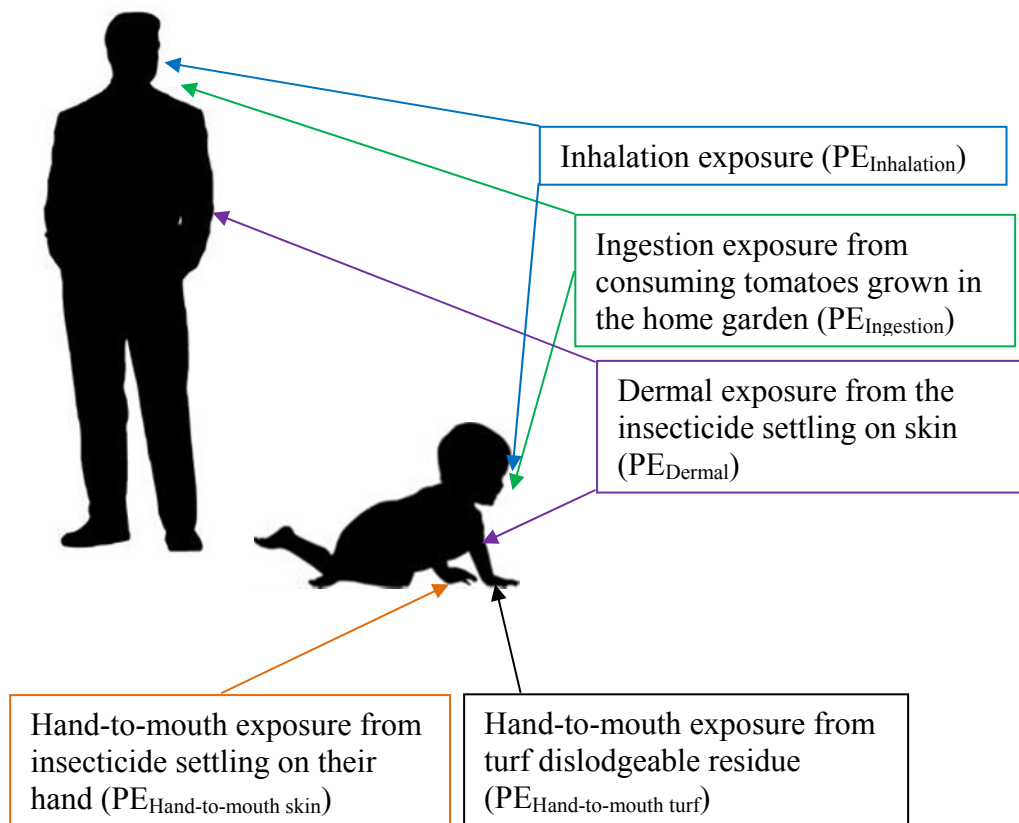 Inhalation exposure (PEInhalation)
Ingestion exposure from
consuming tomatoes grown in
the home garden (PEIngestion)
Dermal exposure from the
insecticide settling on skin
(PEDermal)
Hand-to-mouth exposure from
insecticide settling on their
hand (PEHand-to-mouth skin)
Hand-to-mouth exposure from
turf dislodgeable residue
(PEHand-to-mouth turf)